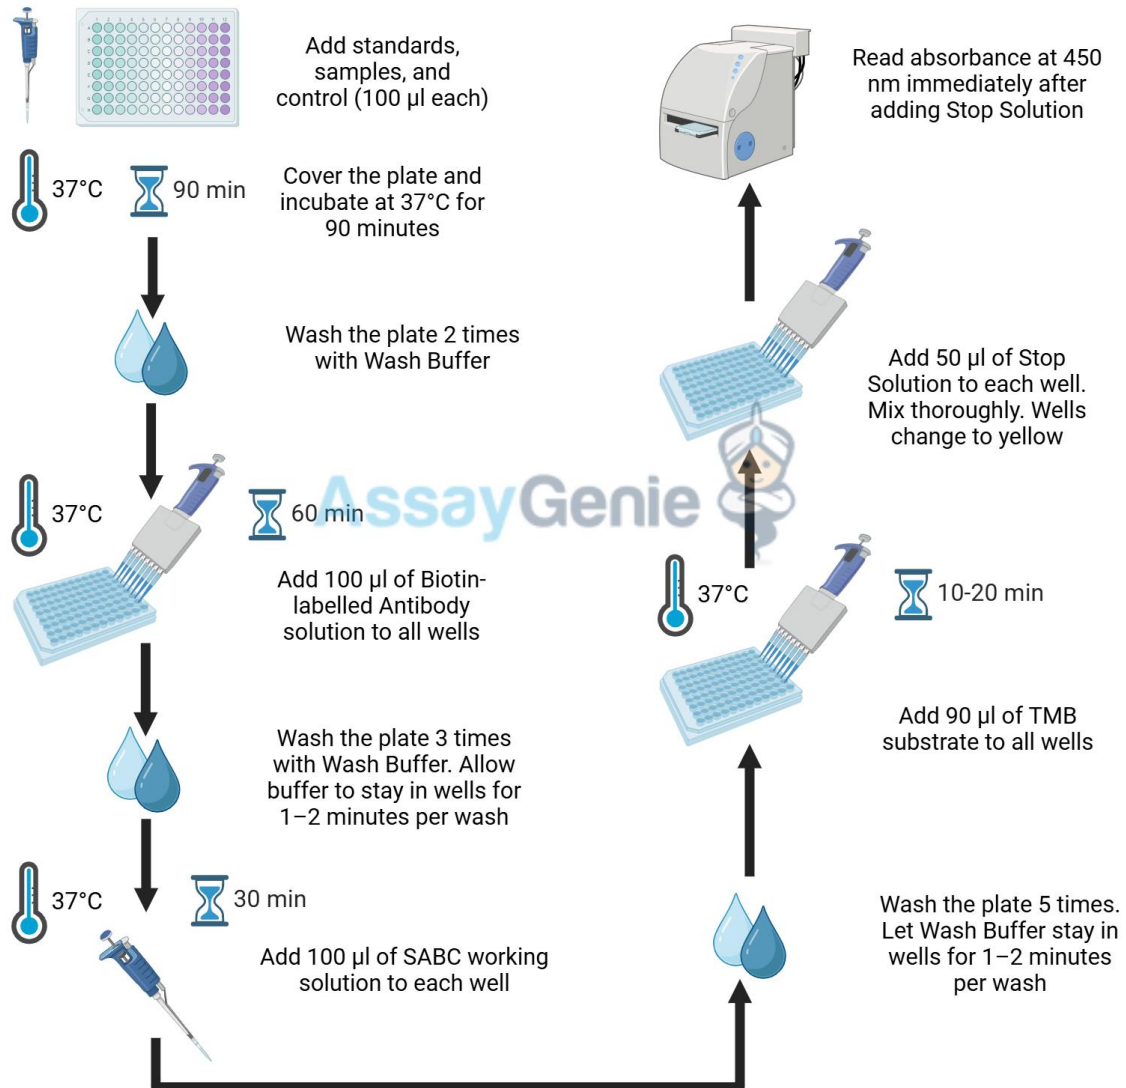 Add standards,
samples, and
control (100 µl each)
37°C
90 min
Cover the plate and
incubate at 37°C for
90 minutes
Wash the plate 2 times
with Wash Buffer
37°C
60 min
Add 100 µl of Biotin-
labelled Antibody
solution to all wells
Wash the plate 3 times
with Wash Buffer. Allow
buffer to stay in wells for
1–2 minutes per wash
37°C
30 min
Add 100 µl of SABC working
solution to each well
Wash the plate 5 times.
Let Wash Buffer stay in
wells for 1–2 minutes
per wash
37°C
10-20 min
Add 90 µl of TMB
substrate to all wells
Add 50 µl of Stop
Solution to each well.
Mix thoroughly. Wells
change to yellow
Read absorbance at 450
nm immediately after
adding Stop Solution
AssayGenie